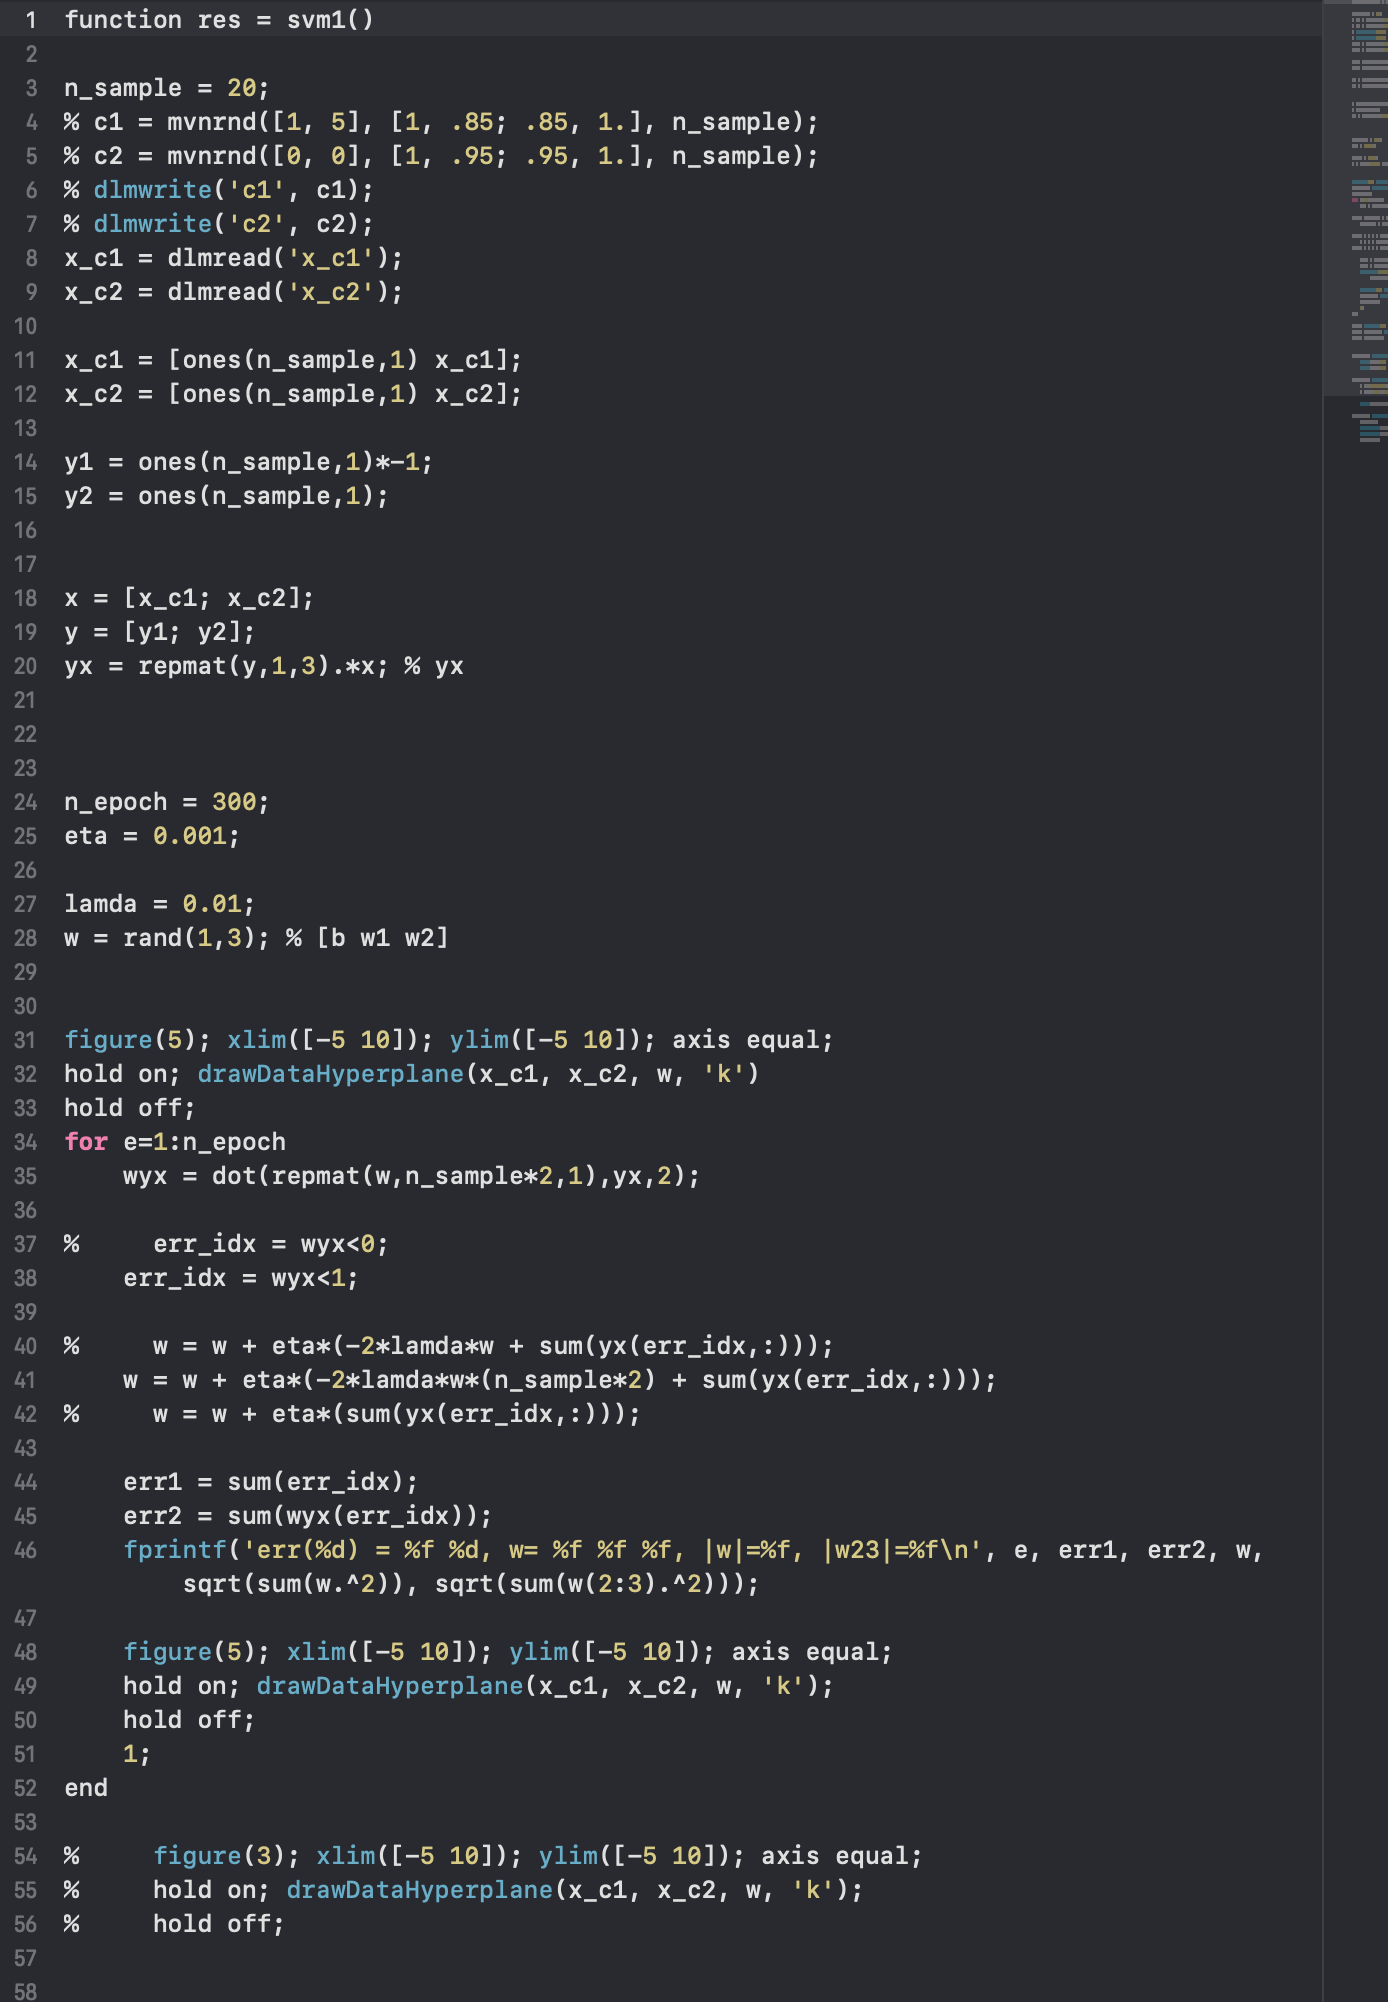 1 function res = svm1()
2
3 n_sample = 20;
4 % c1 = mvnrnd([1, 5], [1, .85; .85, 1.], n_sample);
5 % c2 = mvnrnd([0, 0], [1, .95; .95, 1.], n_sample);
6 % dlmwrite('c1', c1);
7 % dlmwrite('c2', c2);
8 x_c1 = dlmread('x_c1');
9 x_c2 = dlmread('x_c2');
10
11 x_c1 = [ones(n_sample,1) x_c1];
12 x_c2 = [ones(n_sample,1) x_c2];
13
14 y1 = ones(n_sample,1)*-1;
15 y2 = ones(n_sample,1);
16
17
18 x = [x_c1; x_c2];
19 y = [y1; y2];
20 yx = repmat(y,1,3).*x; % yx
21
22
23
24 n_epoch = 300;
25 eta = 0.001;
26
27 lamda = 0.01;
28 w = rand(1,3); % [b w1 w2]
29
30
31 figure(5); xlim([-5 10]); ylim([-5 10]); axis equal;
32 hold on; drawDataHyperplane(x_c1, x_c2, w, 'k')
33 hold off;
34 for e=1:n_epoch
35     wyx = dot(repmat(w,n_sample*2,1),yx,2);
36
37 %     err_idx = wyx<0;
38     err_idx = wyx<1;
39
40 %     w = w + eta*(-2*lamda*w + sum(yx(err_idx,:)));
41     w = w + eta*(-2*lamda*w*(n_sample*2) + sum(yx(err_idx,:)));
42 %     w = w + eta*(sum(yx(err_idx,:)));
43
44     err1 = sum(err_idx);
45     err2 = sum(wyx(err_idx));
46     fprintf('err(%d) = %f %d, w= %f %f %f, |w|=%f, |w23|=%f\n', e, err1, err2, w,
        sqrt(sum(w.^2)), sqrt(sum(w(2:3).^2)));
47
48     figure(5); xlim([-5 10]); ylim([-5 10]); axis equal;
49     hold on; drawDataHyperplane(x_c1, x_c2, w, 'k');
50     hold off;
51     1;
52 end
53
54 %     figure(3); xlim([-5 10]); ylim([-5 10]); axis equal;
55 %     hold on; drawDataHyperplane(x_c1, x_c2, w, 'k');
56 %     hold off;
57
58